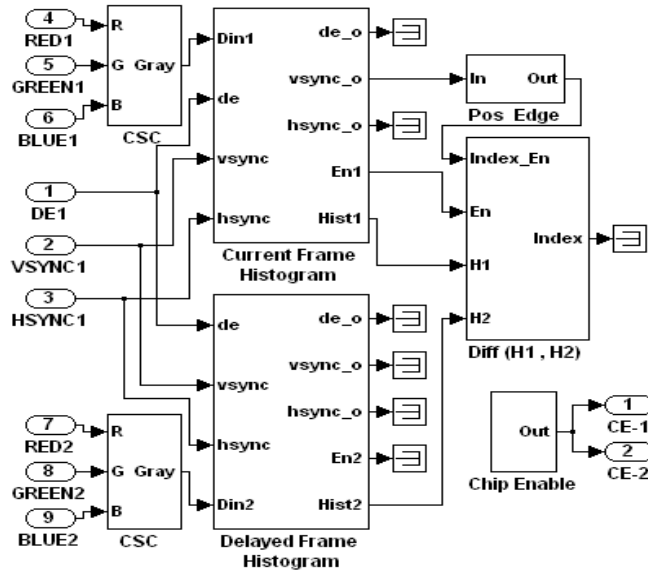 4
RED1
5
GREEN1
6
BLUE1
R
G Gray
B
CSC
1
DE1
2
VSYNC1
3
HSYNC1
Din1
de
vsync
hsync
de_o
vsync_o
hsync_o
En1
Hist1
Current Frame
Histogram
In Out
Pos Edge
Index_En
En
H1
H2
Index
Diff (H1 , H2)
de
vsync
hsync
Din2
de_o
vsync_o
hsync_o
En2
Hist2
Delayed Frame
Histogram
7
RED2
8
GREEN2
9
BLUE2
R
G Gray
B
CSC
Out
Chip Enable
1
CE-1
2
CE-2